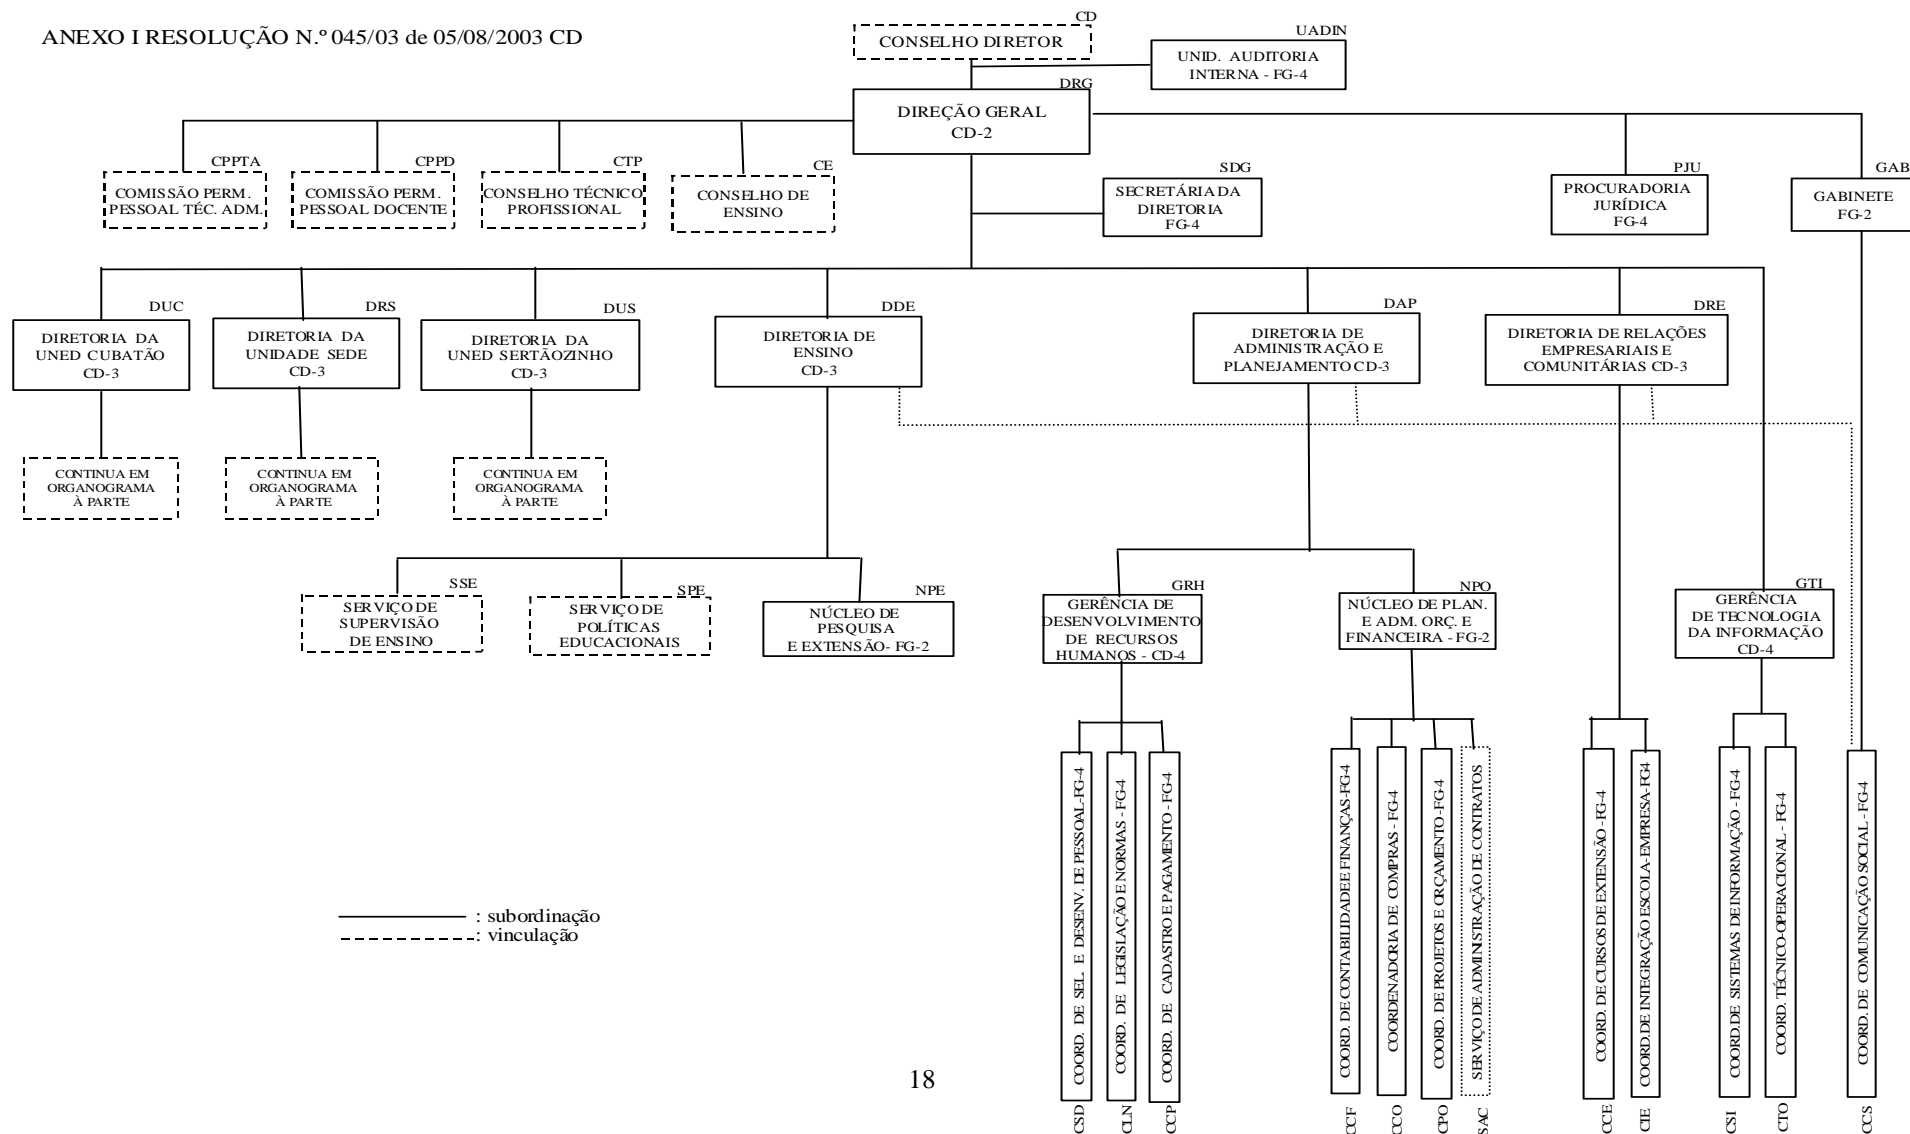 ANEXO I RESOLUÇÃO N.º 045/03 de 05/08/2003 CD
CD
CONSELHO DIRETOR
UADIN
UNID. AUDITORIA
INTERNA - FG-4
DRG
DIREÇÃO GERAL
CD-2
CPPTA
COMISSÃO PERM.
PESSOAL TÉC. ADM.
CPPD
COMISSÃO PERM.
PESSOAL DOCENTE
CTP
CONSELHO TÉCNICO
PROFISSIONAL
CE
CONSELHO DE
ENSINO
SDG
SECRETÁRIA DA
DIRETORIA
FG-4
PJU
PROCURADORIA
JURÍDICA
FG-4
GAB
GABINETE
FG-2
DUC
DIRETORIA DA
UNED CUBATÃO
CD-3
DRS
DIRETORIA DA
UNIDADE SEDE
CD-3
DUS
DIRETORIA DA
UNED SERTÃOZINHO
CD-3
DDE
DIRETORIA DE
ENSINO
CD-3
DAP
DIRETORIA DE
ADMINISTRAÇÃO E
PLANEJAMENTO CD-3
DRE
DIRETORIA DE RELAÇÕES
EMPRESARIAIS E
COMUNITÁRIAS CD-3
CONTINUA EM
ORGANOGRAMA
À PARTE
CONTINUA EM
ORGANOGRAMA
À PARTE
CONTINUA EM
ORGANOGRAMA
À PARTE
SSE
SERVIÇO DE
SUPERVISÃO
DE ENSINO
SPE
SERVIÇO DE
POLÍTICAS
EDUCACIONAIS
NPE
NÚCLEO DE
PESQUISA
E EXTENSÃO- FG-2
GRH
GERÊNCIA DE
DESENVOLVIMENTO
DE RECURSOS
HUMANOS - CD-4
NPO
NÚCLEO DE PLAN.
E ADM. ORÇ. E
FINANCEIRA - FG-2
GTI
GERÊNCIA
DE TECNOLOGIA
DA INFORMAÇÃO
CD-4
COORD. DE SEL. E DESENV. DE PESSOAL-FG-4
COORD. DE LEGISLAÇÃO E NORMAS - FG-4
COORD. DE CADASTRO E PAGAMENTO - FG-4
COORD. DE CONTABILIDADE E FINANÇAS-FG-4
COORDENADORIA DE COMPRAS - FG-4
COORD. DE PROJETOS E ORÇAMENTO -FG-4
SERVIÇO DE ADMINISTRAÇÃO DE CONTRATOS
COORD. DE CURSOS DE EXTENSÃO - FG-4
COORD.DE INTEGRAÇÃO ESCOLA-EMPRESA-FG4
COORD.DE SISTEMAS DE INFORMAÇÃO - FG-4
COORD. TÉCNICO-OPERACIONAL - FG-4
COORD. DE COMUNICAÇÃO SOCIAL - FG-4
CSD
CLN
CCP
CCF
CCO
CPO
SAC
CCE
CIE
CSI
CTO
CCS
: subordinação
: vinculação
18